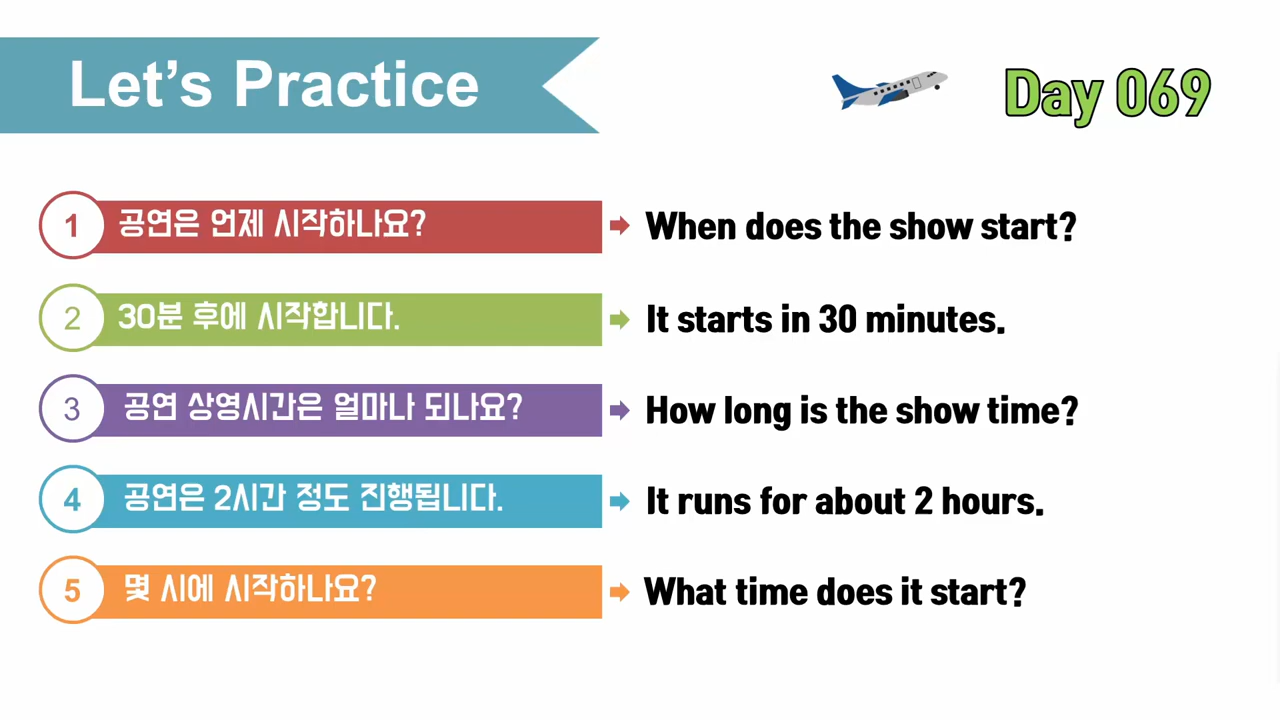 Let's Practice
Day 069
1 공연은 언제 시작하나요? When does the show start?
2 30분 후에 시작합니다. It starts in 30 minutes.
3 공연 상영시간은 얼마나 되나요? How long is the show time?
4 공연은 2시간 정도 진행됩니다. It runs for about 2 hours.
5 몇 시에 시작하나요? What time does it start?